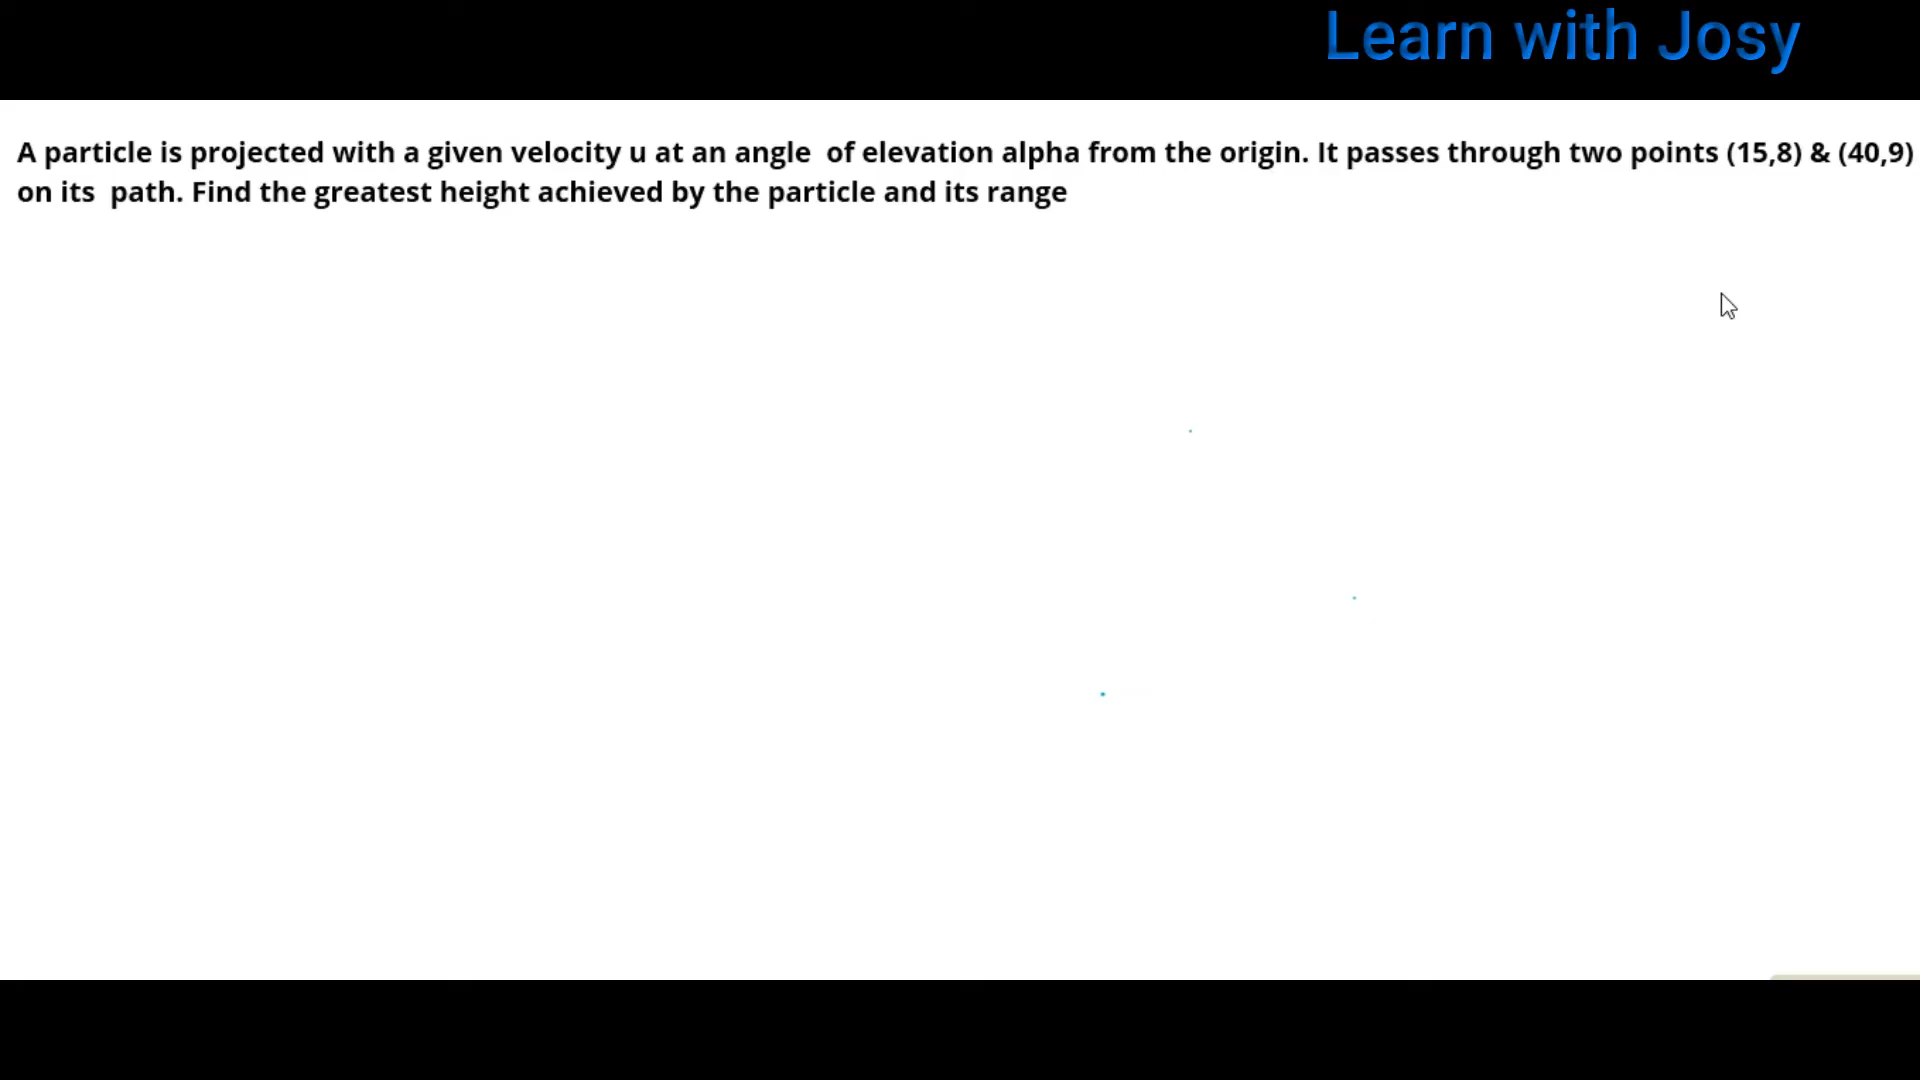 Learn with Josy
A particle is projected with a given velocity u at an angle  of elevation alpha from the origin. It passes through two points (15,8) & (40,9)
on its  path. Find the greatest height achieved by the particle and its range